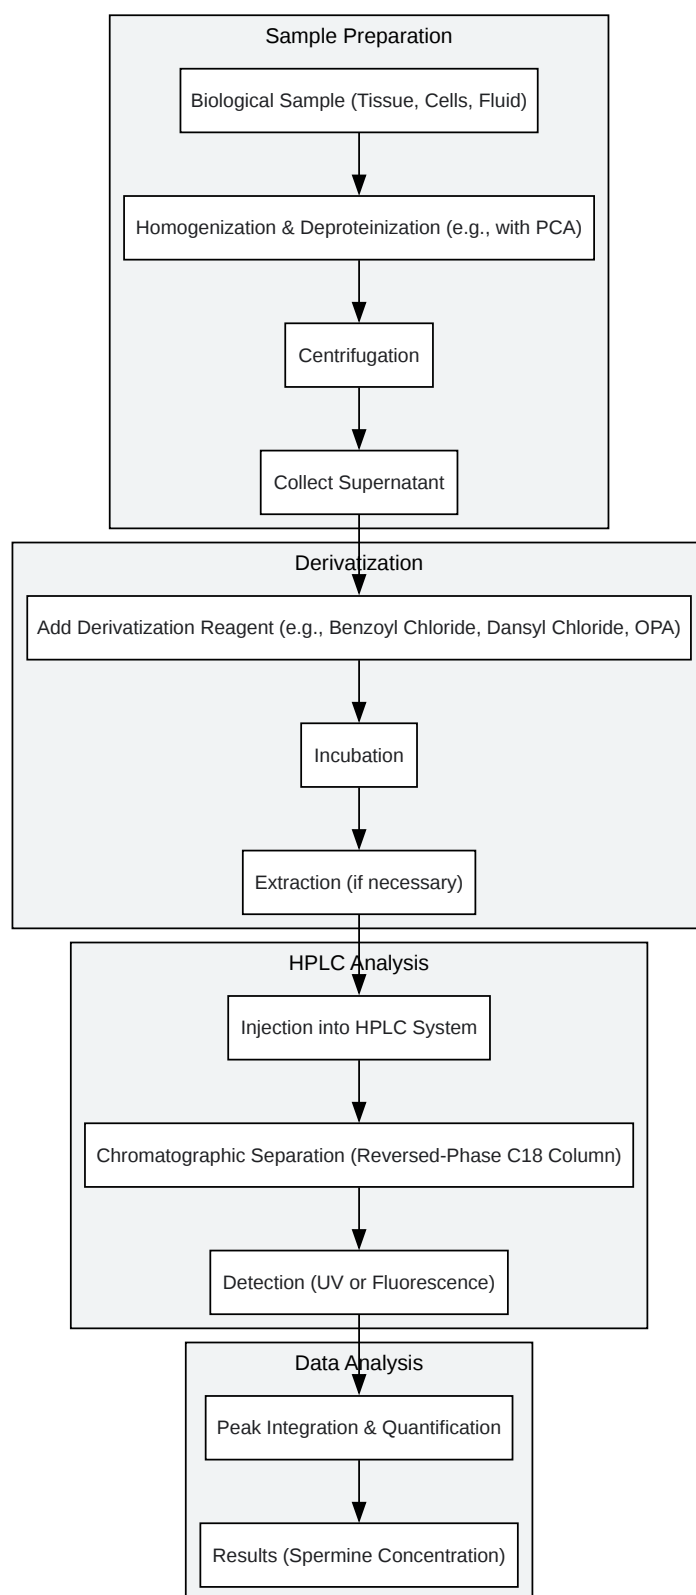 Sample Preparation
Biological Sample (Tissue, Cells, Fluid)
Homogenization & Deproteinization (e.g., with PCA)
Centrifugation
Collect Supernatant
Derivatization
Add Derivatization Reagent (e.g., Benzoyl Chloride, Dansyl Chloride, OPA)
Incubation
Extraction (if necessary)
HPLC Analysis
Injection into HPLC System
Chromatographic Separation (Reversed-Phase C18 Column)
Detection (UV or Fluorescence)
Data Analysis
Peak Integration & Quantification
Results (Spermine Concentration)